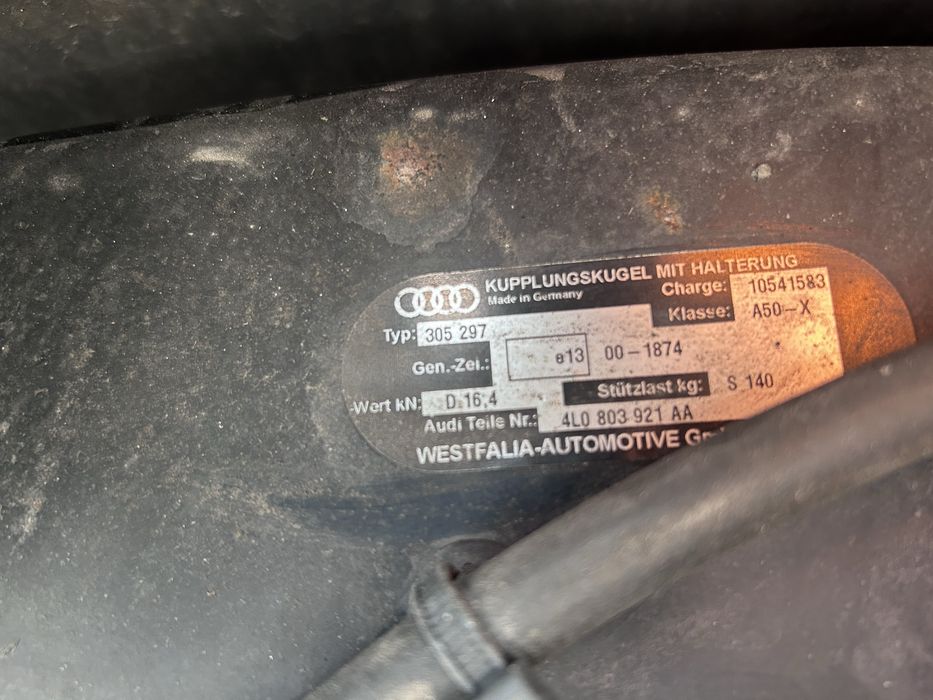 KUPPLUNGSKUGEL MIT HALTERUNG
Made in Germany
Charge: 10541583
Klasse: A50-X
Typ: 305 297
Gen.-Zei.: e13 00-1874
Stützlast kg: S 140
-Wert kN: D 16,4
Audi Teile Nr.: 4L0 803 921 AA
WESTFALIA-AUTOMOTIVE